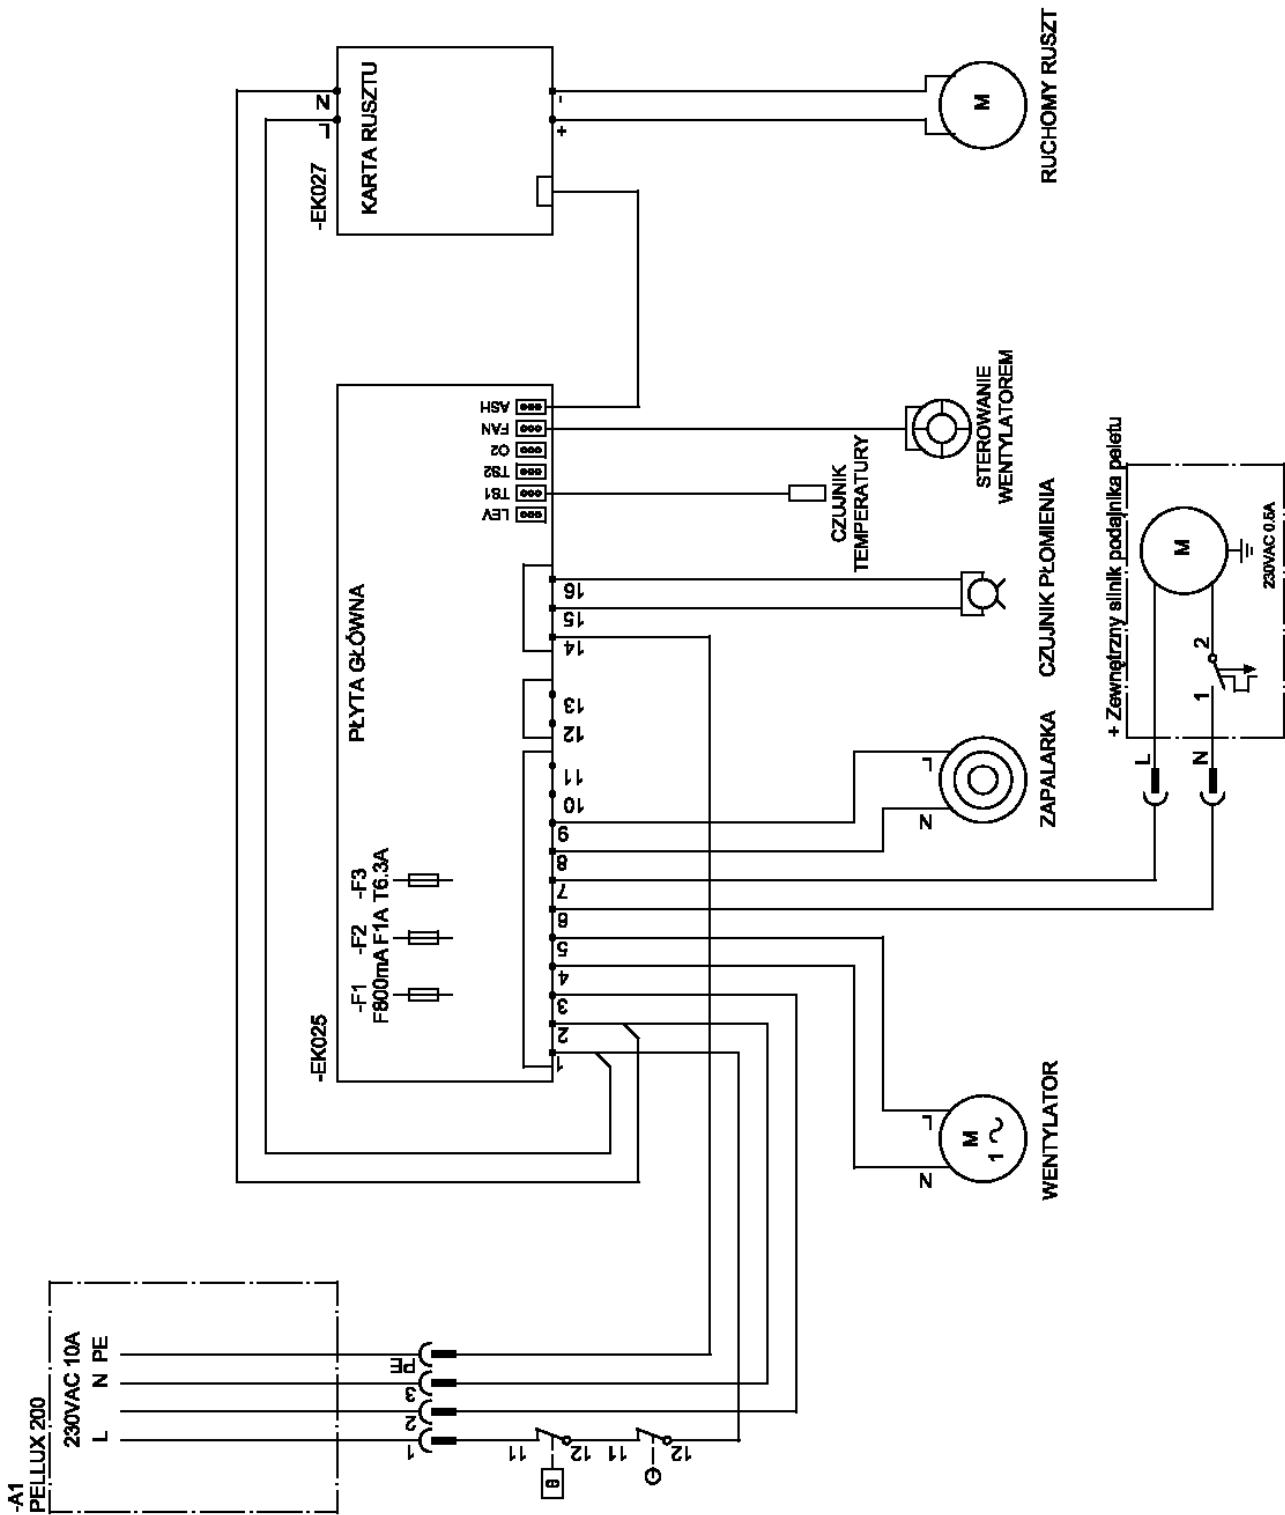 -A1
PELLUX 200
230VAC 10A
L
N
PE
1
2
3
PE
11
12
11
12
-EK025
PŁYTA GŁÓWNA
-F1
F800mA
-F2
F1A
-F3
T6.3A
1
2
3
4
5
6
7
8
9
10
11
12
13
14
15
16
LEV
TS1
TS2
O2
FAN
ASH
-EK027
KARTA RUSZTU
L
N
+
-
M
RUCHOMY RUSZT
STEROWANIE
WENTYLATOREM
CZUJNIK
TEMPERATURY
CZUJNIK PŁOMIENIA
L
N
ZAPALARKA
L
N
M
1
WENTYLATOR
+ Zewnętrzny silnik podajnika peletu
L
N
1
2
M
230VAC 0.5A